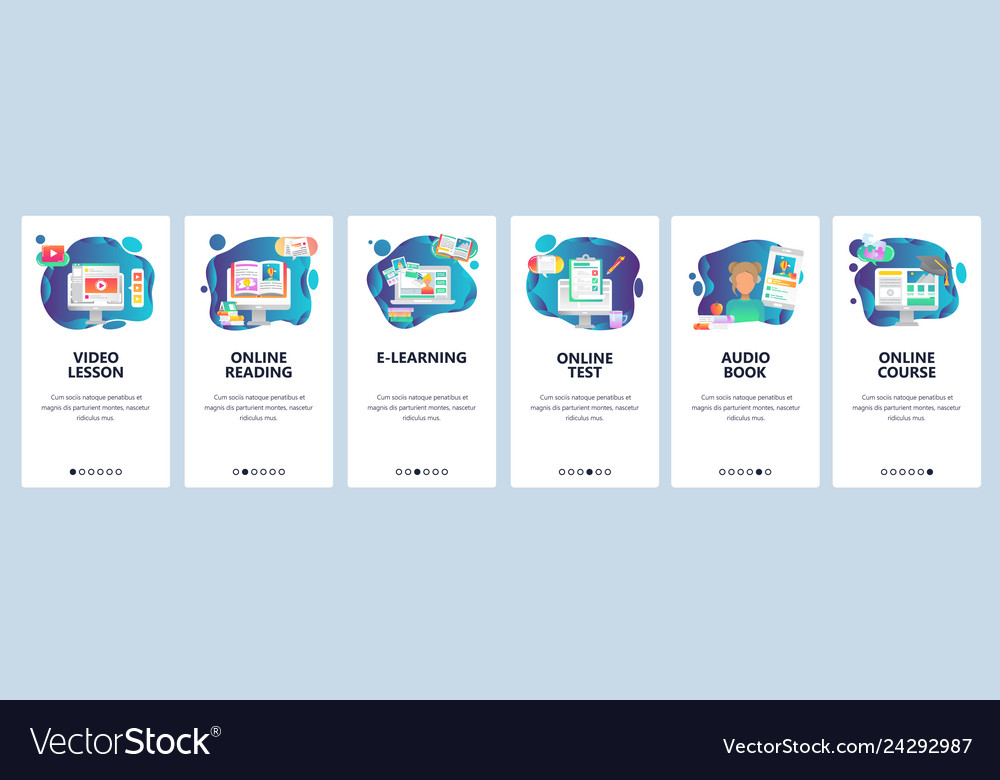 VIDEO
LESSON
Cum sociis natoque penatibus et
magnis dis parturient montes, nascetur
ridiculus mus.
ONLINE
READING
Cum sociis natoque penatibus et
magnis dis parturient montes, nascetur
ridiculus mus.
E-LEARNING
Cum sociis natoque penatibus et
magnis dis parturient montes, nascetur
ridiculus mus.
ONLINE
TEST
Cum sociis natoque penatibus et
magnis dis parturient montes, nascetur
ridiculus mus.
AUDIO
BOOK
Cum sociis natoque penatibus et
magnis dis parturient montes, nascetur
ridiculus mus.
ONLINE
COURSE
Cum sociis natoque penatibus et
magnis dis parturient montes, nascetur
ridiculus mus.
VectorStock®
VectorStock.com/24292987